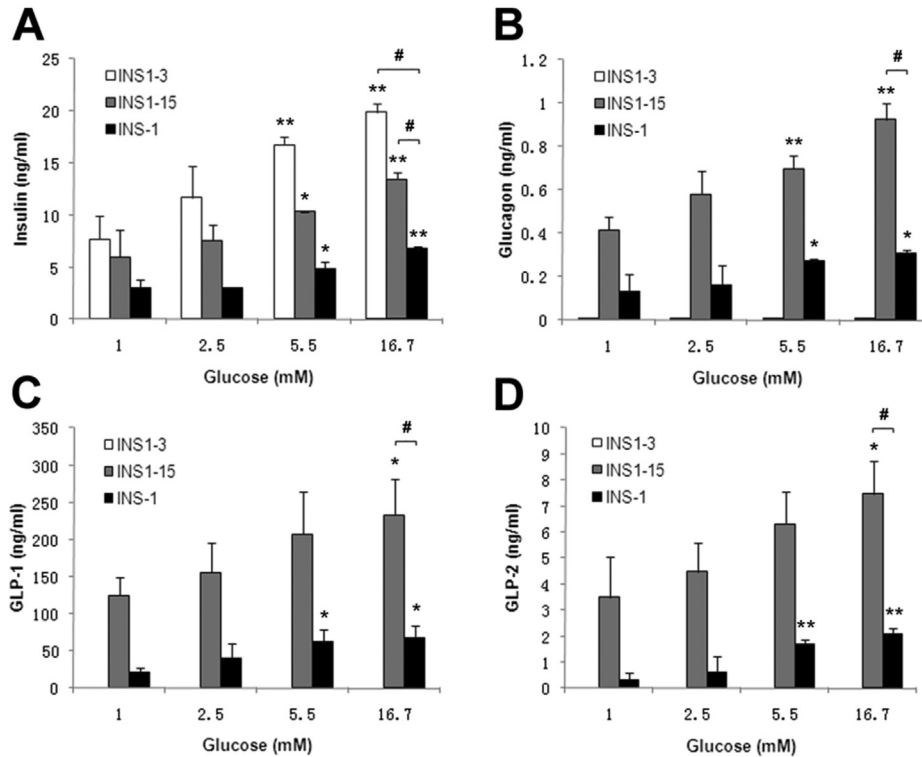 A
Insulin (ng/ml)
25
20
15
10
5
0
INS1-3
INS1-15
INS-1
** ** * * ** **
# #
1 2.5 5.5 16.7
Glucose (mM)
B
Glucagon (ng/ml)
1.2
1
0.8
0.6
0.4
0.2
0
INS1-3
INS1-15
INS-1
** * ** *
#
1 2.5 5.5 16.7
Glucose (mM)
C
GLP-1 (ng/ml)
350
300
250
200
150
100
50
0
INS1-3
INS1-15
INS-1
* * *
#
1 2.5 5.5 16.7
Glucose (mM)
D
GLP-2 (ng/ml)
10
9
8
7
6
5
4
3
2
1
0
INS1-3
INS1-15
INS-1
** * **
#
1 2.5 5.5 16.7
Glucose (mM)